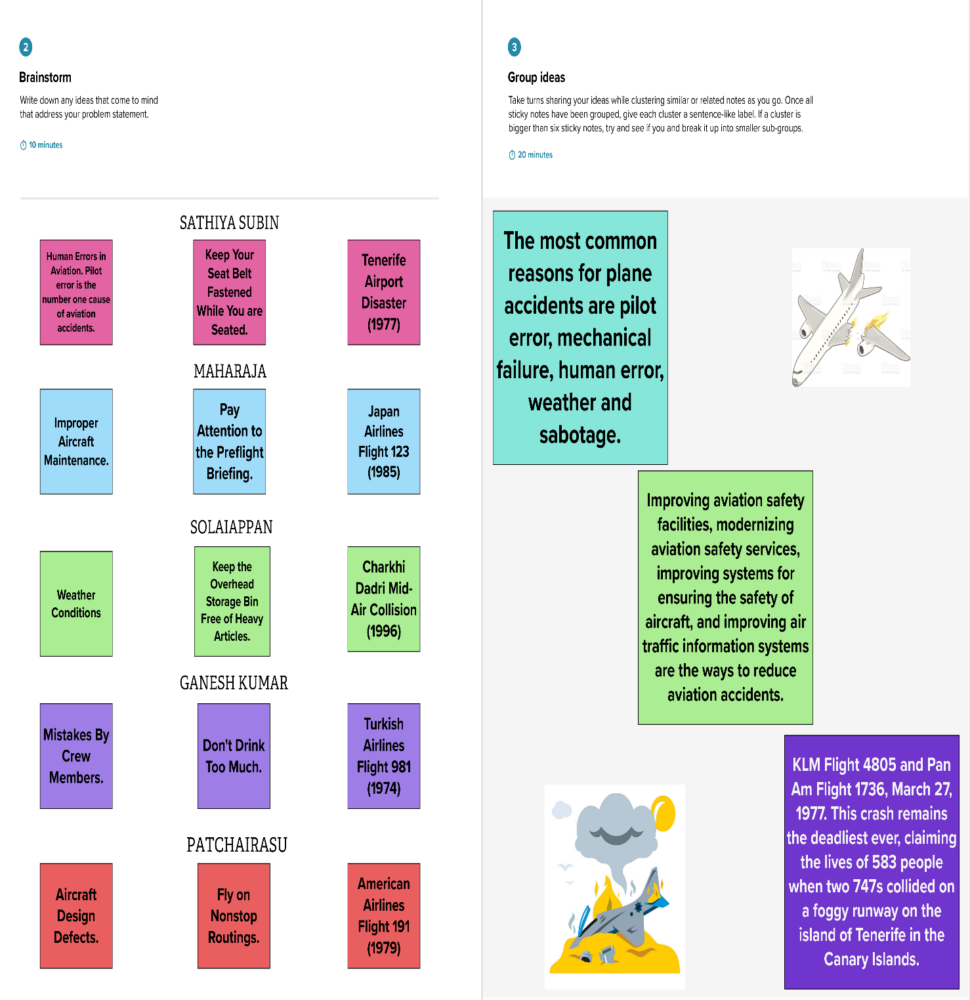 2
Brainstorm
Write down any ideas that come to mind
that address your problem statement.
10 minutes
SATHIYA SUBIN
Human Errors in
Aviation. Pilot
error is the
number one cause
of aviation
accidents.
Keep Your
Seat Belt
Fastened
While You are
Seated.
Tenerife
Airport
Disaster
(1977)
MAHARAJA
Improper
Aircraft
Maintenance.
Pay
Attention to
the Preflight
Briefing.
Japan
Airlines
Flight 123
(1985)
SOLAIAPPAN
Weather
Conditions
Keep the
Overhead
Storage Bin
Free of Heavy
Articles.
Charkhi
Dadri Mid-
Air Collision
(1996)
GANESH KUMAR
Mistakes By
Crew
Members.
Don't Drink
Too Much.
Turkish
Airlines
Flight 981
(1974)
PATCHAIRASU
Aircraft
Design
Defects.
Fly on
Nonstop
Routings.
American
Airlines
Flight 191
(1979)
3
Group ideas
Take turns sharing your ideas while clustering similar or related notes as you go. Once all
sticky notes have been grouped, give each cluster a sentence-like label. If a cluster is
bigger than six sticky notes, try and see if you and break it up into smaller sub-groups.
20 minutes
The most common
reasons for plane
accidents are pilot
error, mechanical
failure, human error,
weather and
sabotage.
Improving aviation safety
facilities, modernizing
aviation safety services,
improving systems for
ensuring the safety of
aircraft, and improving air
traffic information systems
are the ways to reduce
aviation accidents.
KLM Flight 4805 and Pan
Am Flight 1736, March 27,
1977. This crash remains
the deadliest ever, claiming
the lives of 583 people
when two 747s collided on
a foggy runway on the
island of Tenerife in the
Canary Islands.